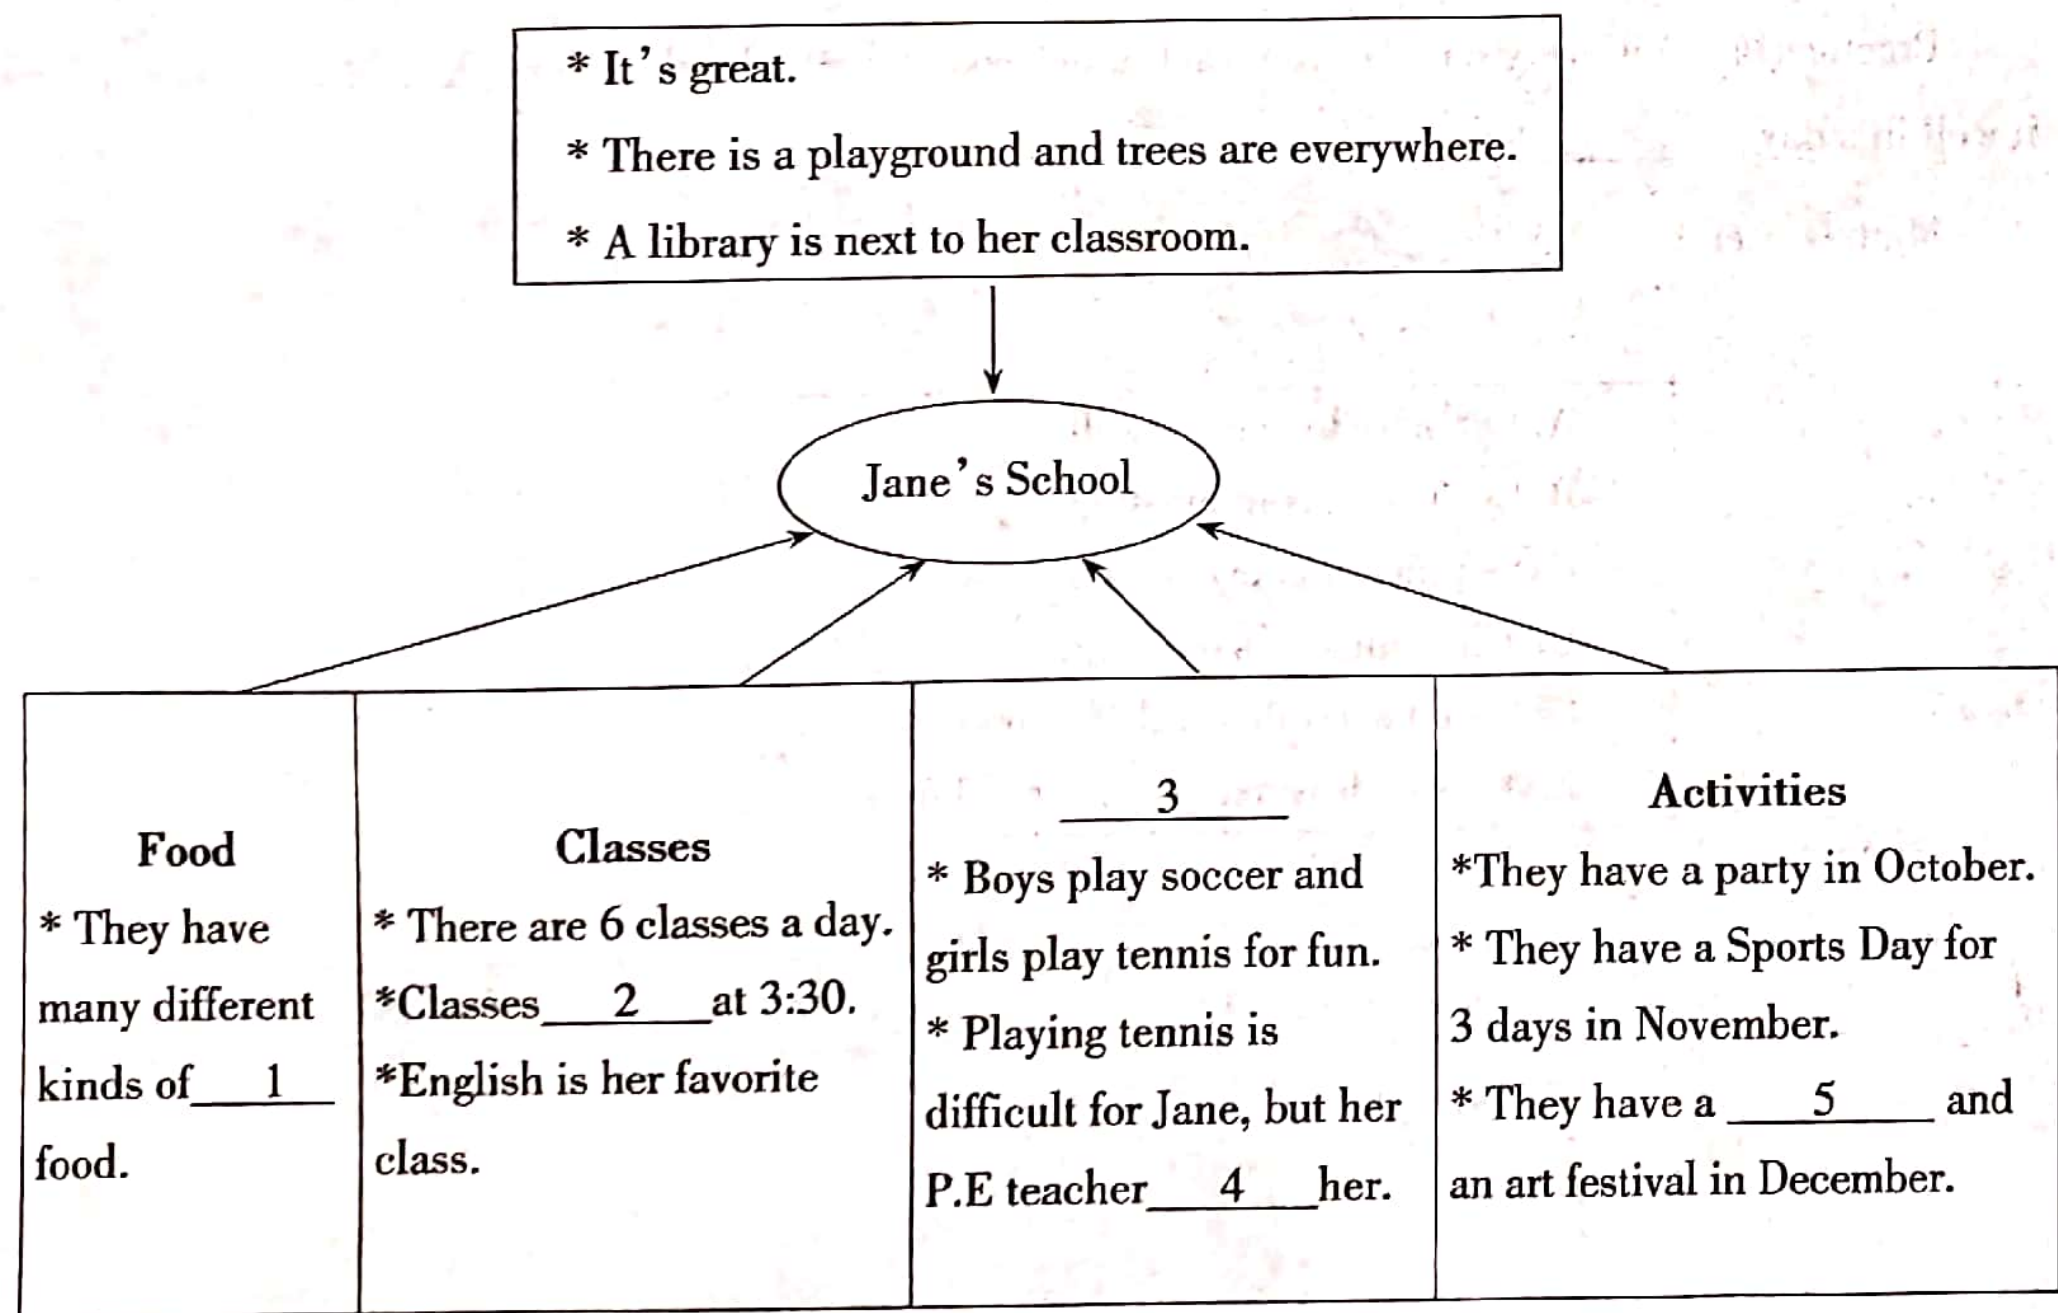 * It’s great.
* There is a playground and trees are everywhere.
* A library is next to her classroom.
Jane’s School
Food
* They have
many different
kinds of 1
food.
Classes
* There are 6 classes a day.
*Classes 2 at 3:30.
*English is her favorite
class.
3
* Boys play soccer and
girls play tennis for fun.
* Playing tennis is
difficult for Jane, but her
P.E teacher 4 her.
Activities
*They have a party in October.
* They have a Sports Day for
3 days in November.
* They have a 5 and
an art festival in December.